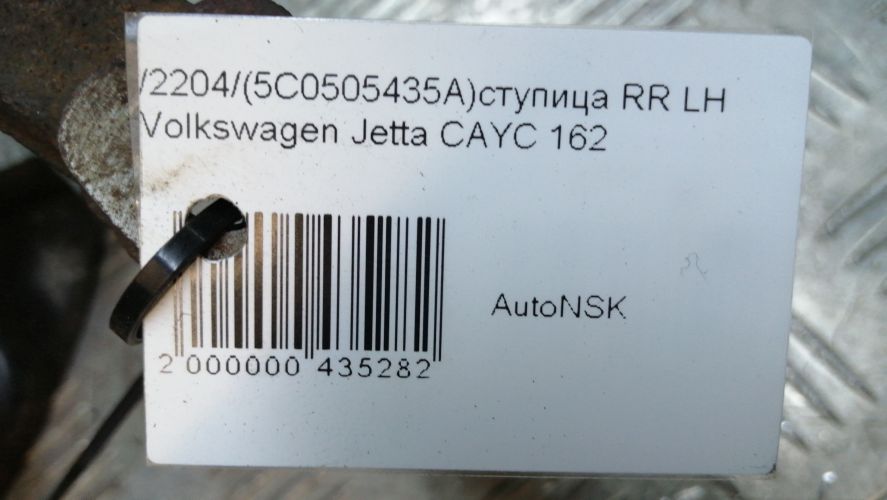 /2204/(5C0505435A)ступица RR LH
Volkswagen Jetta CAYC 162
AutoNSK
2 000000 435282